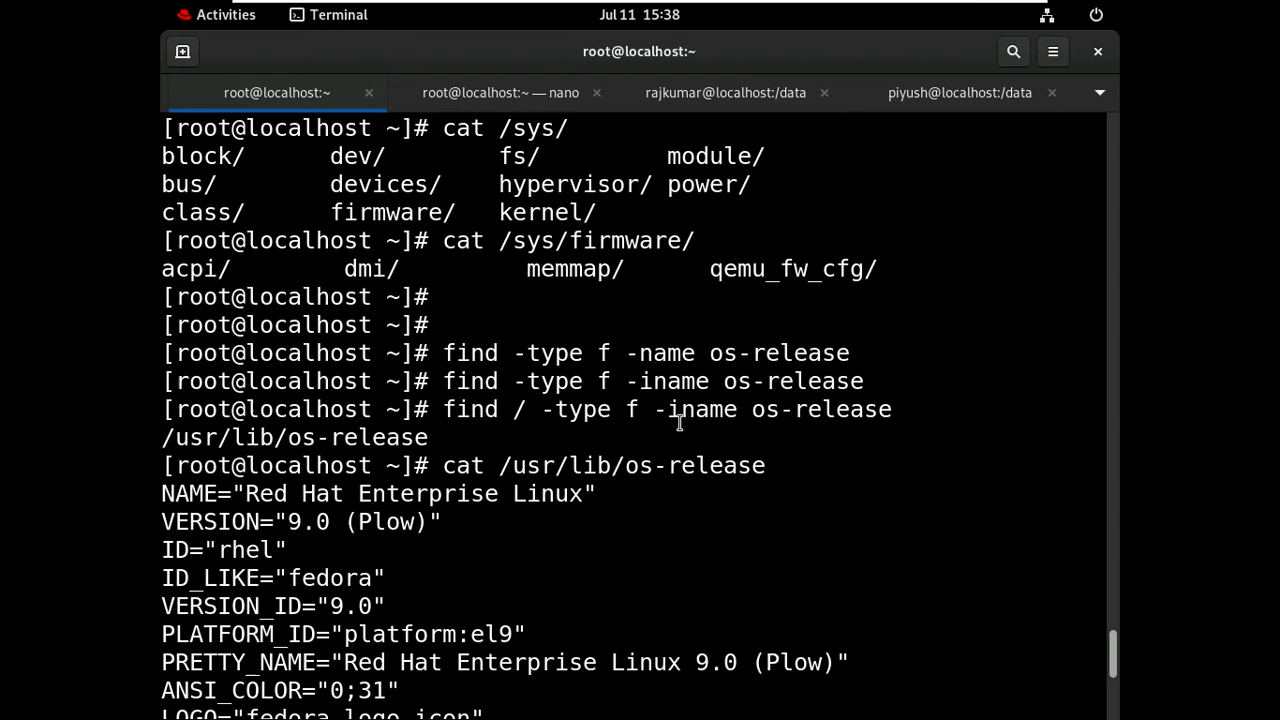 Activities Terminal Jul 11 15:38
root@localhost:~
root@localhost:~ × root@localhost:~ — nano × rajkumar@localhost:/data × piyush@localhost:/data ×
[root@localhost ~]# cat /sys/
block/ dev/ fs/ module/
bus/ devices/ hypervisor/ power/
class/ firmware/ kernel/
[root@localhost ~]# cat /sys/firmware/
acpi/ dmi/ memmap/ qemu_fw_cfg/
[root@localhost ~]#
[root@localhost ~]#
[root@localhost ~]# find -type f -name os-release
[root@localhost ~]# find -type f -iname os-release
[root@localhost ~]# find / -type f -iname os-release
/usr/lib/os-release
[root@localhost ~]# cat /usr/lib/os-release
NAME="Red Hat Enterprise Linux"
VERSION="9.0 (Plow)"
ID="rhel"
ID_LIKE="fedora"
VERSION_ID="9.0"
PLATFORM_ID="platform:el9"
PRETTY_NAME="Red Hat Enterprise Linux 9.0 (Plow)"
ANSI_COLOR="0;31"
LOGO="fedora-logo-icon"